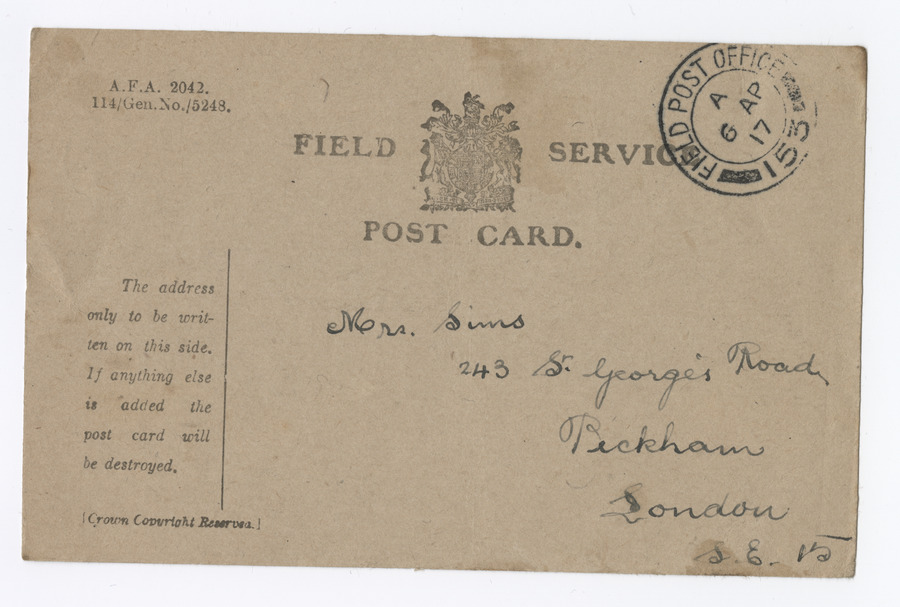 A.F.A. 2042.
114/Gen.No./5248.
FIELD SERVICE
POST CARD.
FIELD POST OFFICE
A
6 AP
17
153
The address
only to be writ-
ten on this side.
If anything else
is added the
post card will
be destroyed.
[Crown Copyright Reserved.]
Mrs. Sims
243 St. George's Road,
Peckham
London
S.E. 15